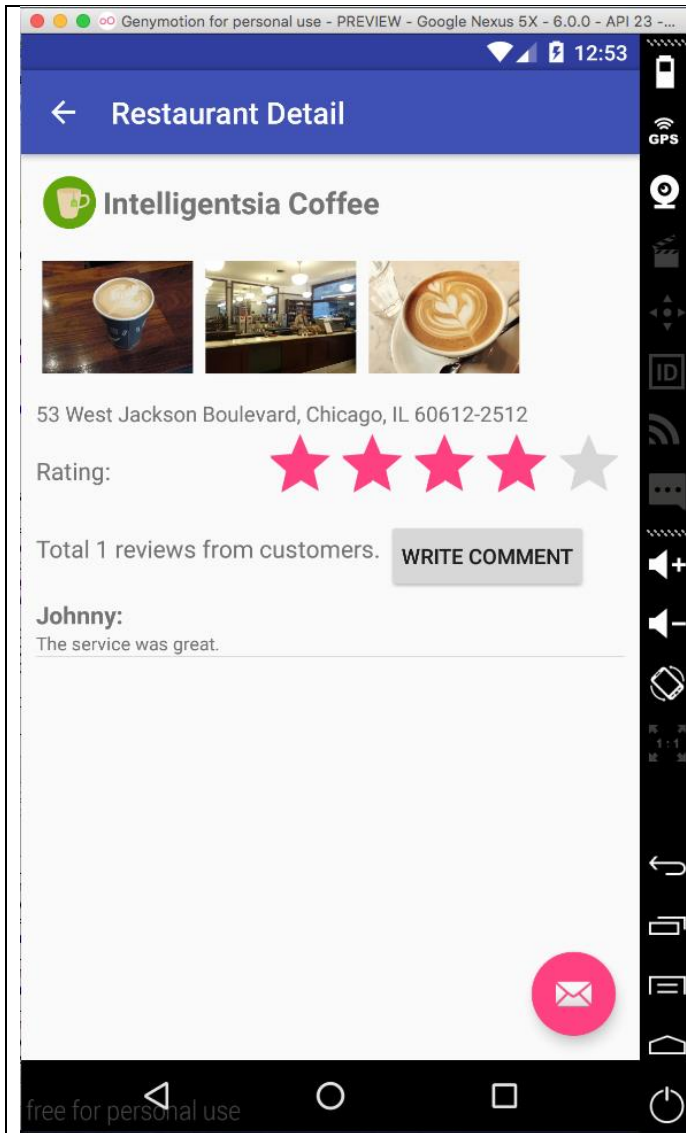 Genymotion for personal use - PREVIEW - Google Nexus 5X - 6.0.0 - API 23 -...
12:53
GPS
Restaurant Detail
Intelligentsia Coffee
ID
53 West Jackson Boulevard, Chicago, IL 60612-2512
Rating:
Total 1 reviews from customers.
WRITE COMMENT
Johnny:
The service was great.
1:1
free for personal use